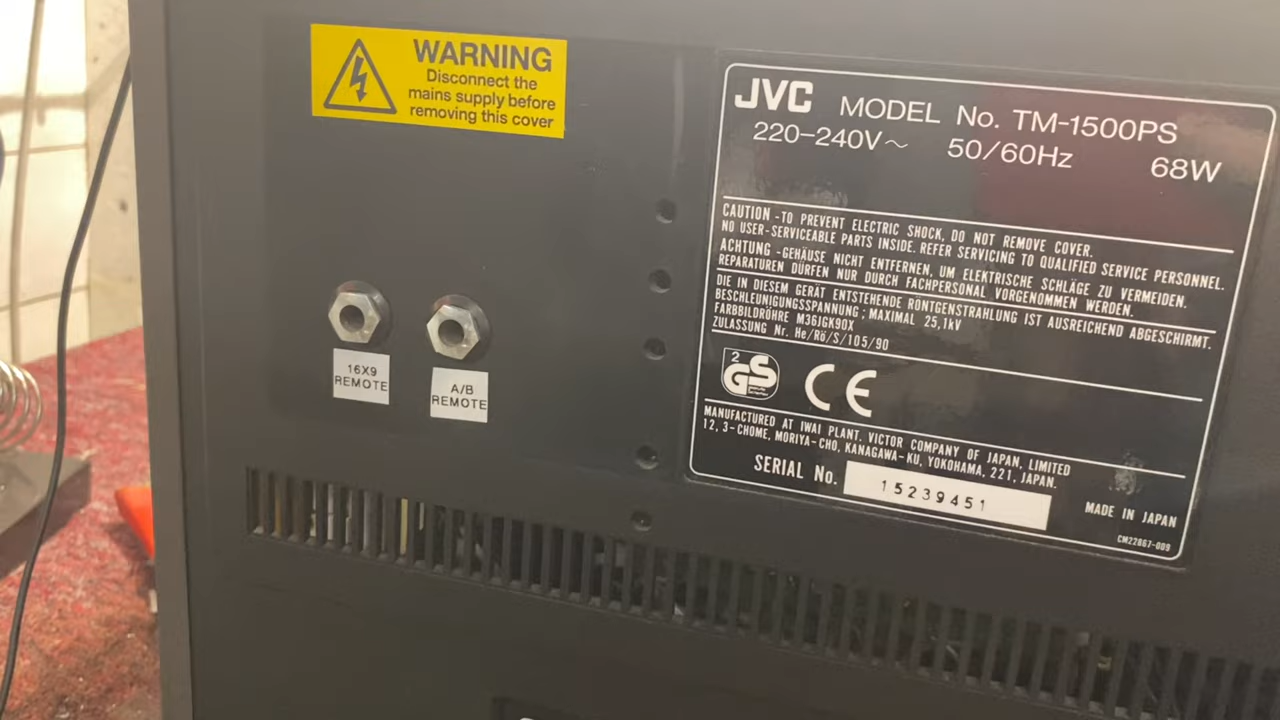 WARNING
Disconnect the
mains supply before
removing this cover
JVC MODEL No. TM-1500PS
220-240V~ 50/60Hz 68W
CAUTION -TO PREVENT ELECTRIC SHOCK, DO NOT REMOVE COVER.
NO USER-SERVICEABLE PARTS INSIDE. REFER SERVICING TO QUALIFIED SERVICE PERSONNEL.
ACHTUNG -GEHÄUSE NICHT ENTFERNEN, UM ELEKTRISCHE SCHLÄGE ZU VERMEIDEN.
REPARATUREN DÜRFEN NUR DURCH FACHPERSONAL VORGENOMMEN WERDEN.
DIE IN DIESEM GERÄT ENTSTEHENDE RÖNTGENSTRAHLUNG IST AUSREICHEND ABGESCHIRMT.
BESCHLEUNIGUNGSSPANNUNG; MAXIMAL 25,1kV
FARBBILDRÖHRE M36JGK90X
ZULASSUNG Nr. He/Rö/S/105/90
2
GS
CE
MANUFACTURED AT IWAI PLANT. VICTOR COMPANY OF JAPAN, LIMITED
12, 3-CHOME, MORIYA-CHO, KANAGAWA-KU, YOKOHAMA, 221, JAPAN.
SERIAL No. 15239451
MADE IN JAPAN
CM22867-009
16X9
REMOTE
A/B
REMOTE